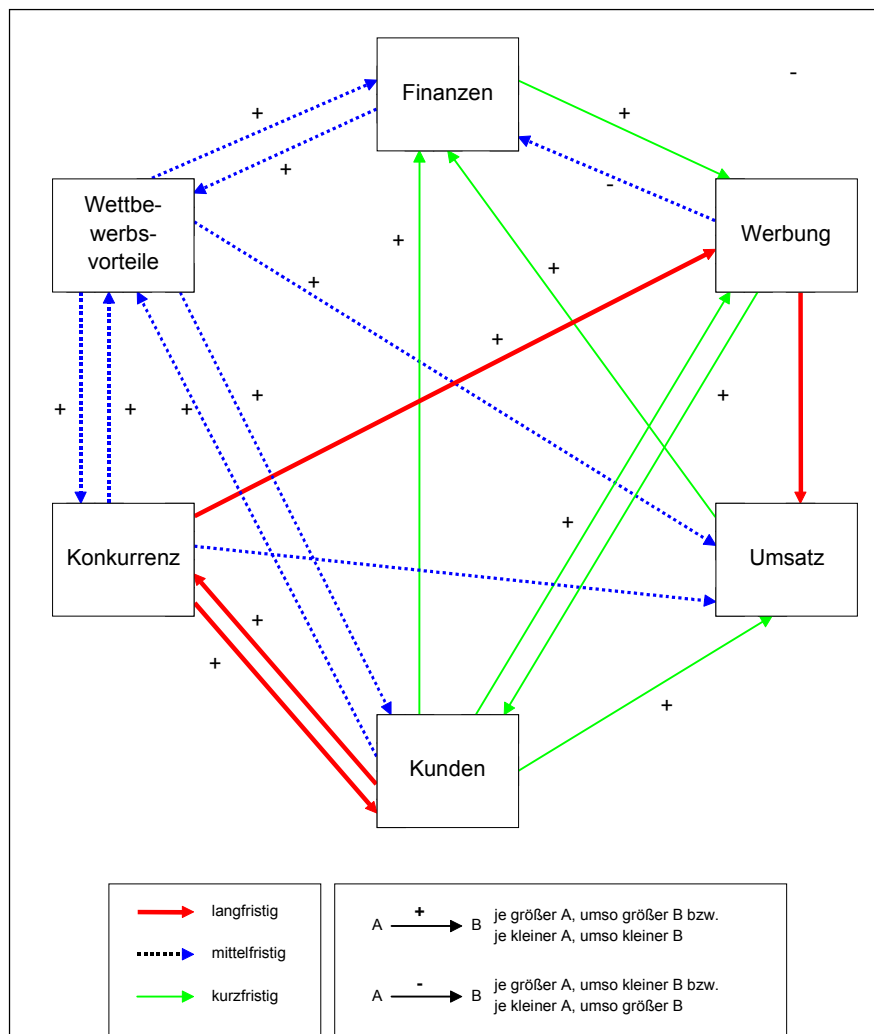 -
Finanzen
+
+
+
-
Wettbe-
werbs-
vorteile
Werbung
+
+
+
+
+
+
+
+
+
+
Konkurrenz
Umsatz
+
+
+
+
Kunden
langfristig
mittelfristig
kurzfristig
A + B je größer A, umso größer B bzw.
je kleiner A, umso kleiner B
A - B je größer A, umso kleiner B bzw.
je kleiner A, umso größer B